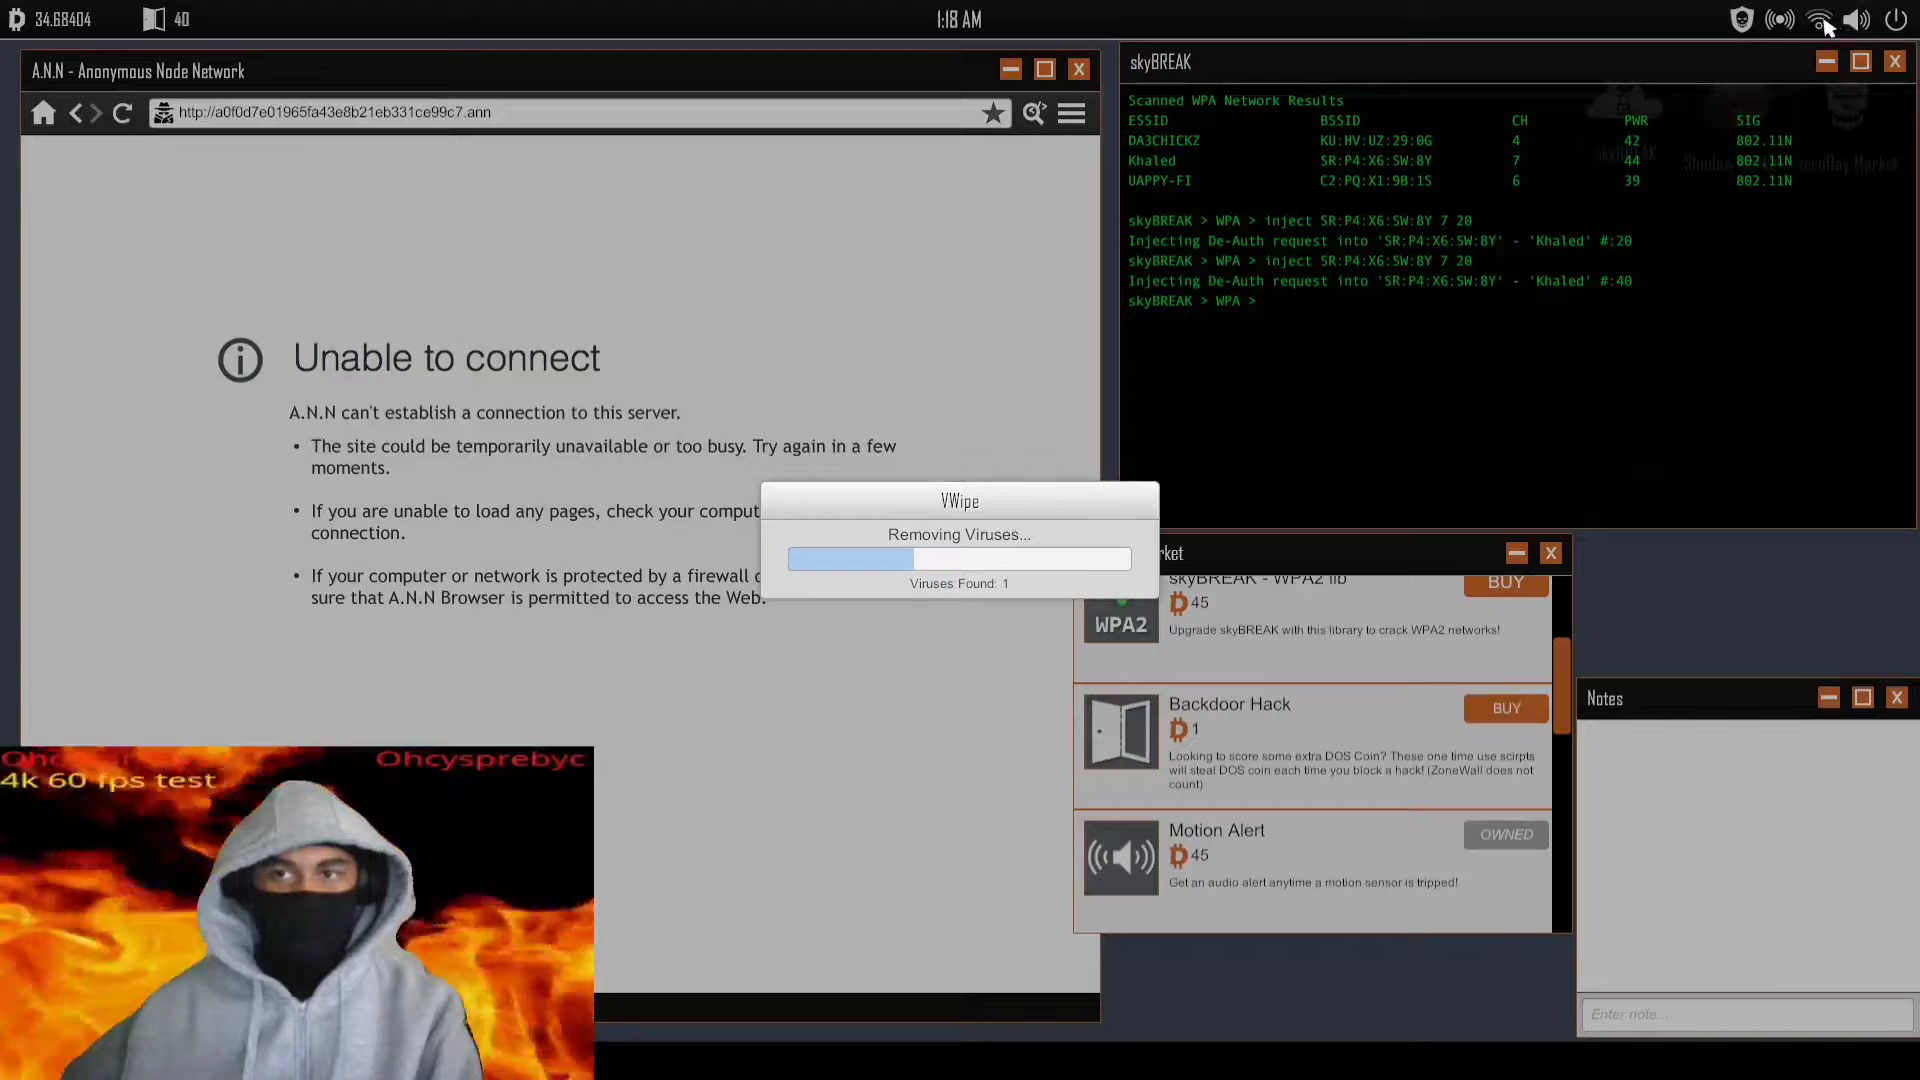 34.68404
40
1:18 AM
A.N.N - Anonymous Node Network
http://a0f0d7e01965fa43e8b21eb331ce99c7.ann
Unable to connect
A.N.N can't establish a connection to this server.
• The site could be temporarily unavailable or too busy. Try again in a few
moments.
• If you are unable to load any pages, check your comput
connection.
• If your computer or network is protected by a firewall
sure that A.N.N Browser is permitted to access the Web.
skyBREAK
Scanned WPA Network Results
ESSID BSSID CH PWR SIG
DA3CHICKZ KU:HV:UZ:29:0G 4 42 802.11N
Khaled SR:P4:X6:SW:8Y 7 44 802.11N
UAPPY-FI C2:PQ:X1:9B:1S 6 39 802.11N
skyBREAK > WPA > inject SR:P4:X6:SW:8Y 7 20
Injecting De-Auth request into 'SR:P4:X6:SW:8Y' - 'Khaled' #:20
skyBREAK > WPA > inject SR:P4:X6:SW:8Y 7 20
Injecting De-Auth request into 'SR:P4:X6:SW:8Y' - 'Khaled' #:40
skyBREAK > WPA >
skyBREAK
Market
VWipe
Removing Viruses...
Viruses Found: 1
rket
skyBREAK - WPA2 lib
BUY
45
WPA2
Upgrade skyBREAK with this library to crack WPA2 networks!
Backdoor Hack
BUY
1
Looking to score some extra DOS Coin? These one time use scirpts
will steal DOS coin each time you block a hack! (ZoneWall does not
count)
Motion Alert
OWNED
45
Get an audio alert anytime a motion sensor is tripped!
Notes
Enter note...
Ohcysprebyc
4k 60 fps test